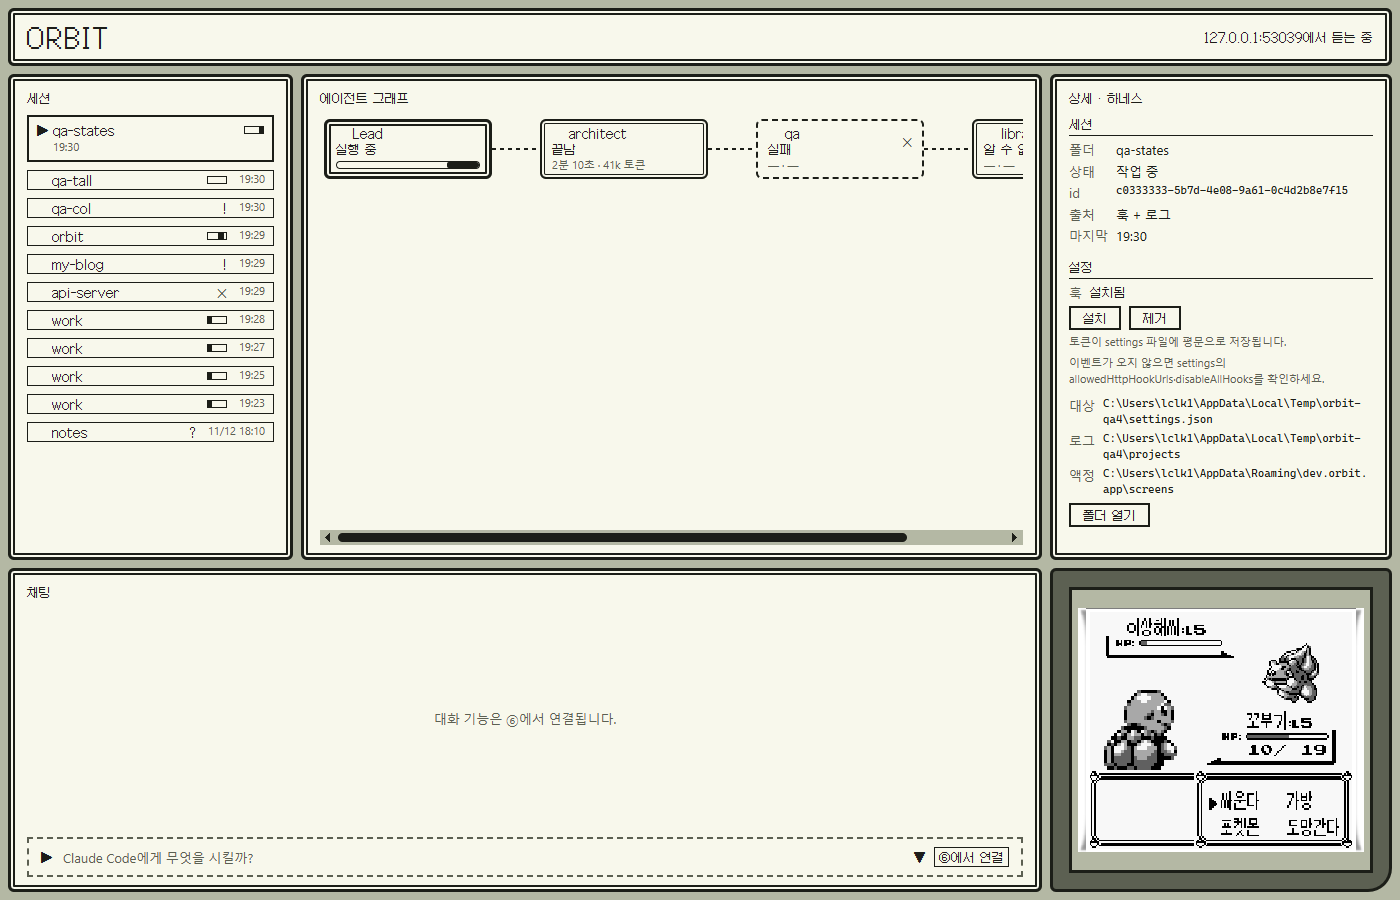 ORBIT
127.0.0.1:53039에서 듣는 중
세션
▶ qa-states
19:30
qa-tall 19:30
qa-col ! 19:30
orbit 19:29
my-blog ! 19:29
api-server × 19:29
work 19:28
work 19:27
work 19:25
work 19:23
notes ? 11/12 18:10
에이전트 그래프
Lead
실행 중
architect
끝남
2분 10초 · 41k 토큰
qa ×
실패
— · —
libr
알 수 없
— · —
상세 · 하네스
세션
폴더 qa-states
상태 작업 중
id c0333333-5b7d-4e08-9a61-0c4d2b8e7f15
출처 훅 + 로그
마지막 19:30
설정
훅 설치됨
설치 제거
토큰이 settings 파일에 평문으로 저장됩니다.
이벤트가 오지 않으면 settings의
allowedHttpHookUrls·disableAllHooks를 확인하세요.
대상 C:\Users\lclk1\AppData\Local\Temp\orbit-
qa4\settings.json
로그 C:\Users\lclk1\AppData\Local\Temp\orbit-
qa4\projects
액정 C:\Users\lclk1\AppData\Roaming\dev.orbit.
app\screens
폴더 열기
채팅
대화 기능은 ⑥에서 연결됩니다.
▶ Claude Code에게 무엇을 시킬까?
▼ ⑥에서 연결
이상해씨:L5
HP:
꼬부기:L5
HP:
10/ 19
▶싸운다 가방
포켓몬 도망간다